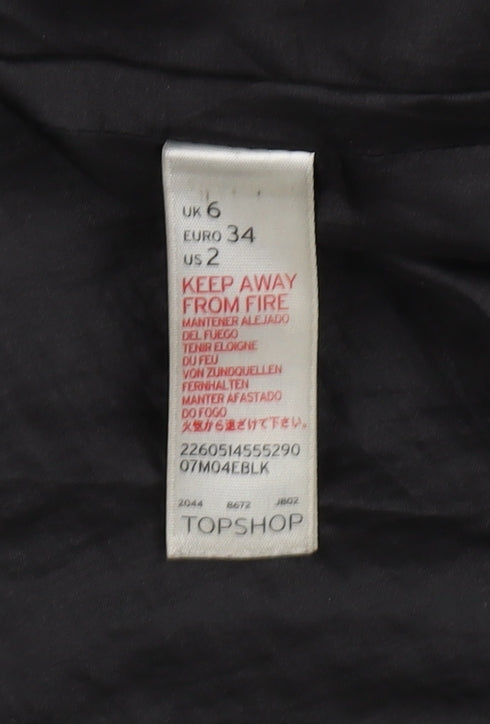 UK 6
EURO 34
US 2
KEEP AWAY
FROM FIRE
MANTENER ALEJADO
DEL FUEGO
TENIR ELOIGNE
DU FEU
VON ZUNDQUELLEN
FERNHALTEN
MANTER AFASTADO
DO FOGO
火気から遠ざけて下さい。
2260514555290
07M04EBLK
2044 8672 JB02
TOPSHOP